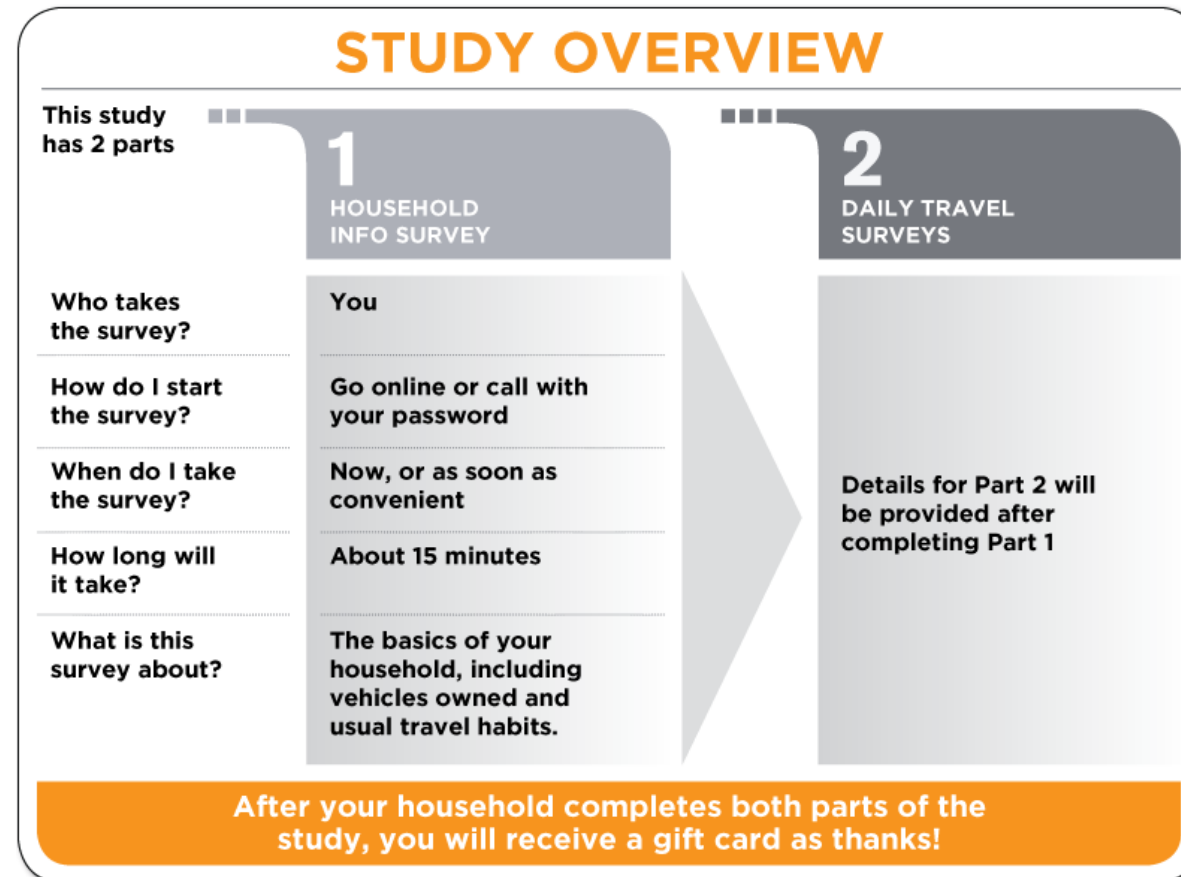 STUDY OVERVIEW
This study
has 2 parts
1
HOUSEHOLD
INFO SURVEY
2
DAILY TRAVEL
SURVEYS
Who takes
the survey?
You
How do I start
the survey?
Go online or call with
your password
When do I take
the survey?
Now, or as soon as
convenient
How long will
it take?
About 15 minutes
What is this
survey about?
The basics of your
household, including
vehicles owned and
usual travel habits.
Details for Part 2 will
be provided after
completing Part 1
After your household completes both parts of the
study, you will receive a gift card as thanks!